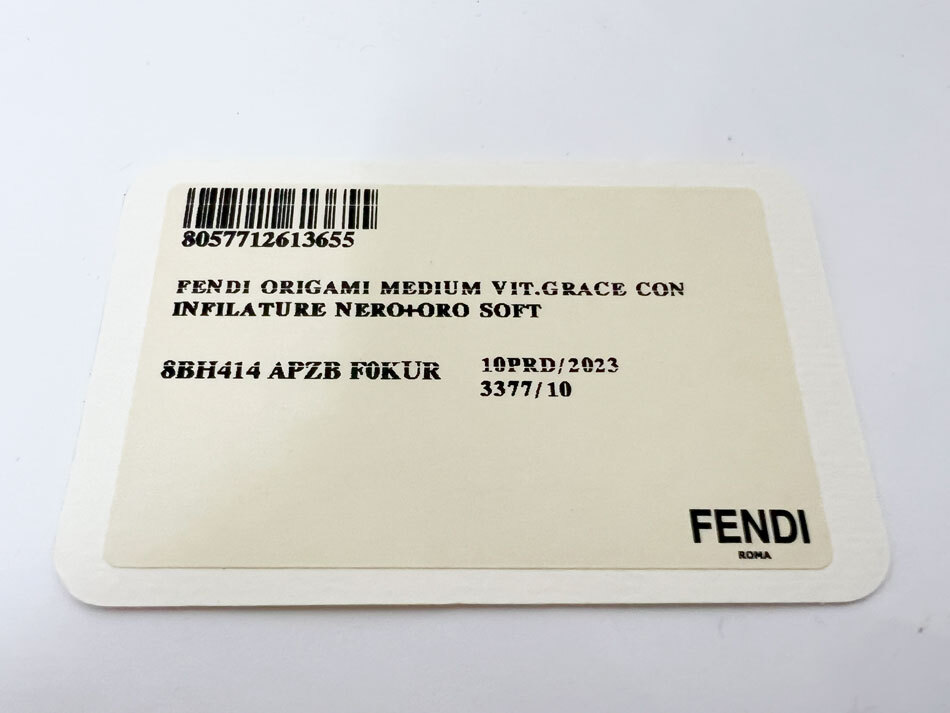 8057712613655
FENDI ORIGAMI MEDIUM VIT.GRACE CON
INFILATURE NERO+ORO SOFT
8BH414 APZB F0KUR
10PRD/2023
3377/10
FENDI
ROMA